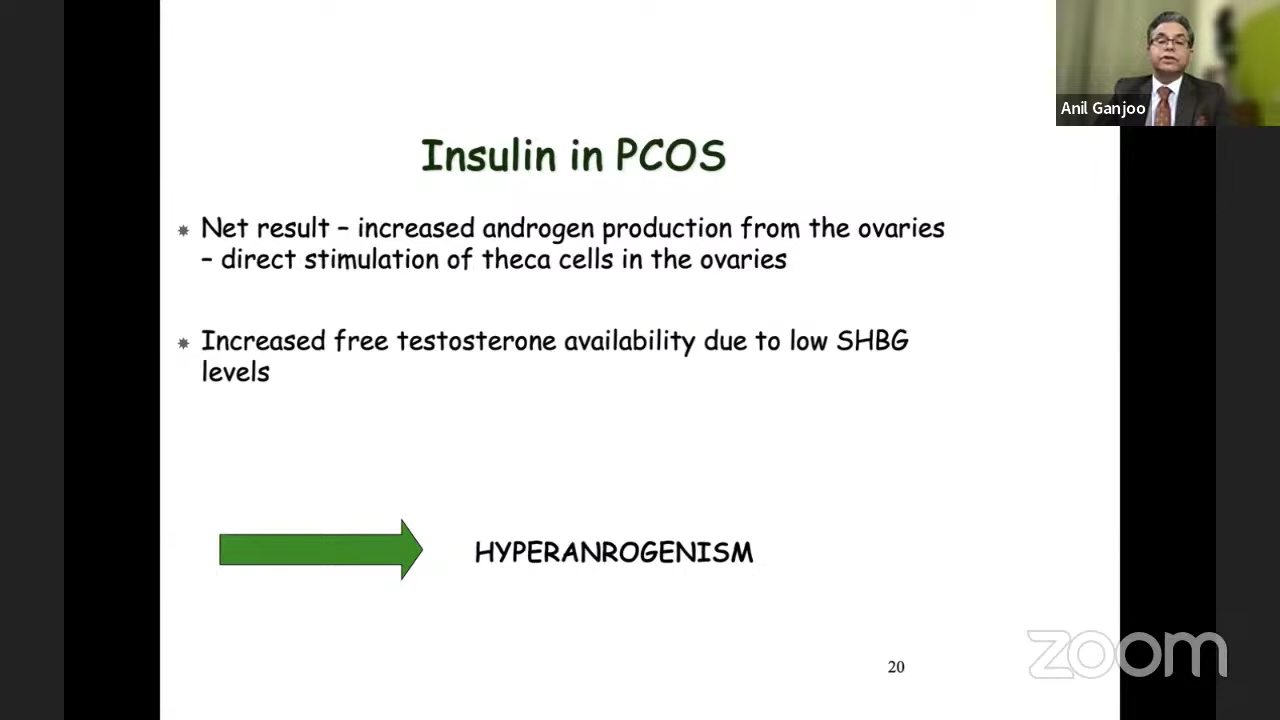 Anil Ganjoo
Insulin in PCOS
Net result – increased androgen production from the ovaries
– direct stimulation of theca cells in the ovaries
Increased free testosterone availability due to low SHBG
levels
HYPERANROGENISM
20
zoom